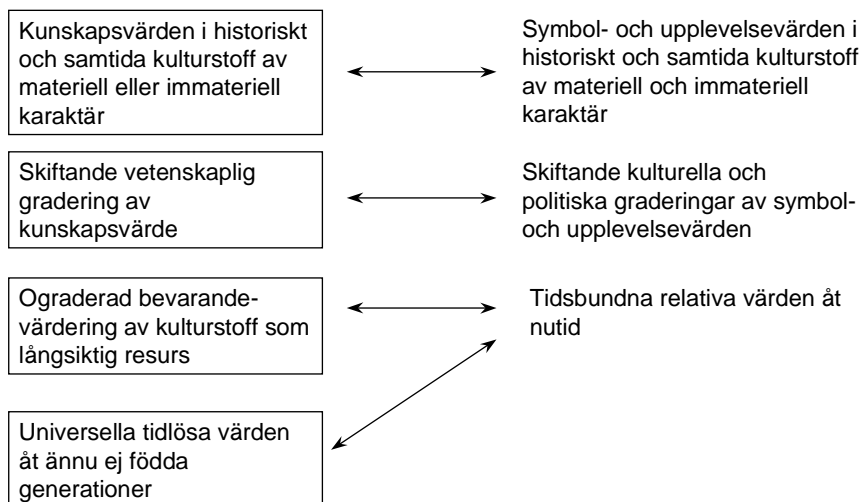 Kunskapsvärden i historiskt
och samtida kulturstoff av
materiell eller immateriell
karaktär
Symbol- och upplevelsevärden i
historiskt och samtida kulturstoff
av materiell och immateriell
karaktär
Skiftande vetenskaplig
gradering av
kunskapsvärde
Skiftande kulturella och
politiska graderingar av symbol-
och upplevelsevärden
Ograderad bevarande-
värdering av kulturstoff som
långsiktig resurs
Tidsbundna relativa värden åt
nutid
Universella tidlösa värden
åt ännu ej födda
generationer